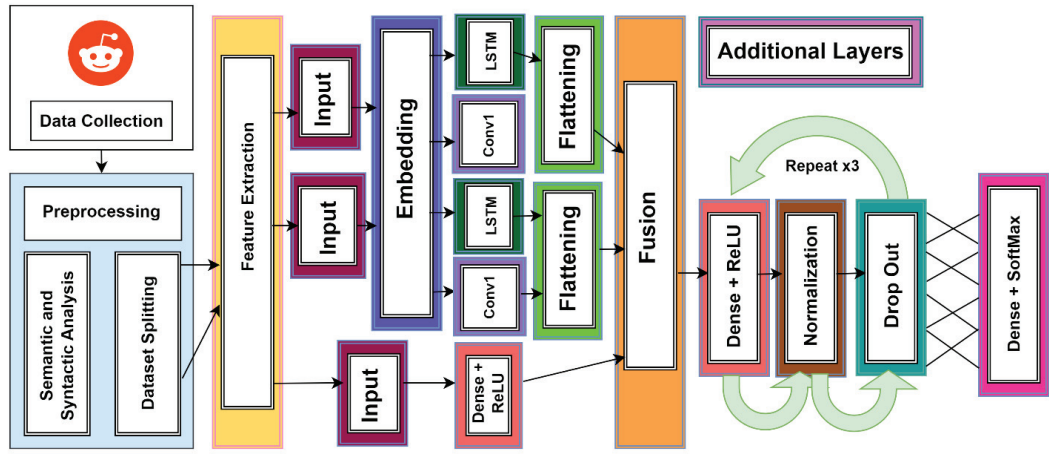 Data Collection
Preprocessing
Semantic and
Syntactic Analysis
Dataset Splitting
Feature Extraction
Input
Input
Input
Embedding
LSTM
Conv1
LSTM
Conv1
Dense +
ReLU
Flattening
Flattening
Fusion
Additional Layers
Repeat x3
Dense + ReLU
Normalization
Drop Out
Dense + SoftMax